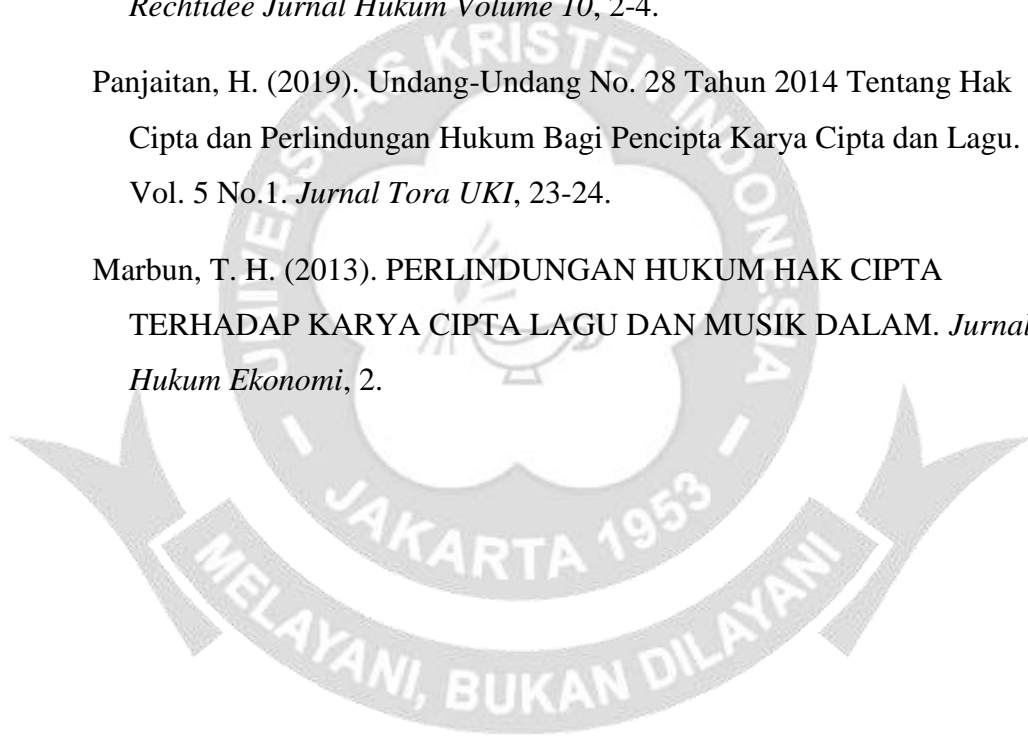 Rechtidee Jurnal Hukum Volume 10, 2-4.
Panjaitan, H. (2019). Undang-Undang No. 28 Tahun 2014 Tentang Hak
Cipta dan Perlindungan Hukum Bagi Pencipta Karya Cipta dan Lagu.
Vol. 5 No.1. Jurnal Tora UKI, 23-24.
Marbun, T. H. (2013). PERLINDUNGAN HUKUM HAK CIPTA
TERHADAP KARYA CIPTA LAGU DAN MUSIK DALAM. Jurnal
Hukum Ekonomi, 2.
UNIVERSITAS KRISTEN INDONESIA
- JAKARTA 1953 -
MELAYANI, BUKAN DILAYANI